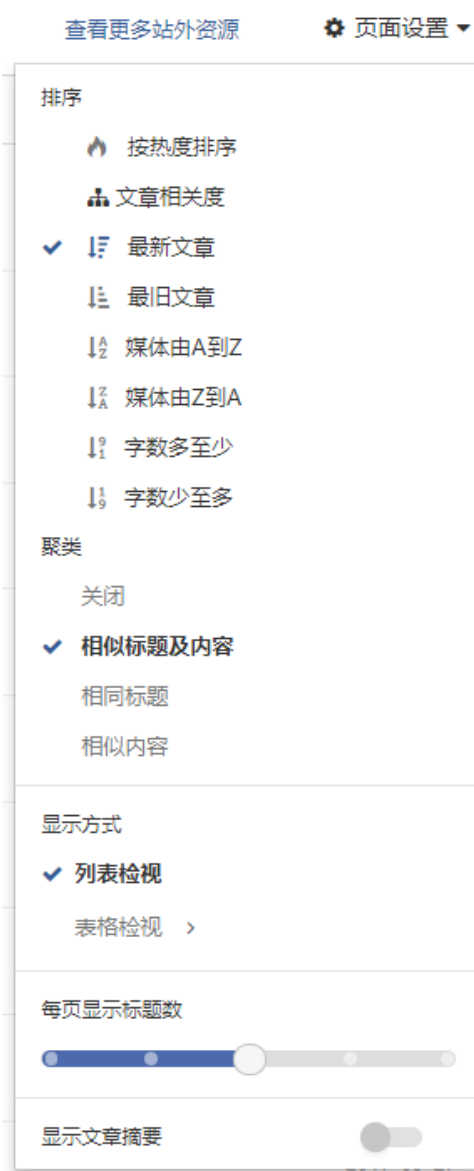 查看更多站外资源 页面设置
排序
按热度排序
文章相关度
最新文章
最旧文章
媒体由A到Z
媒体由Z到A
字数多至少
字数少至多
聚类
关闭
相似标题及内容
相同标题
相似内容
显示方式
列表检视
表格检视
每页显示标题数
显示文章摘要